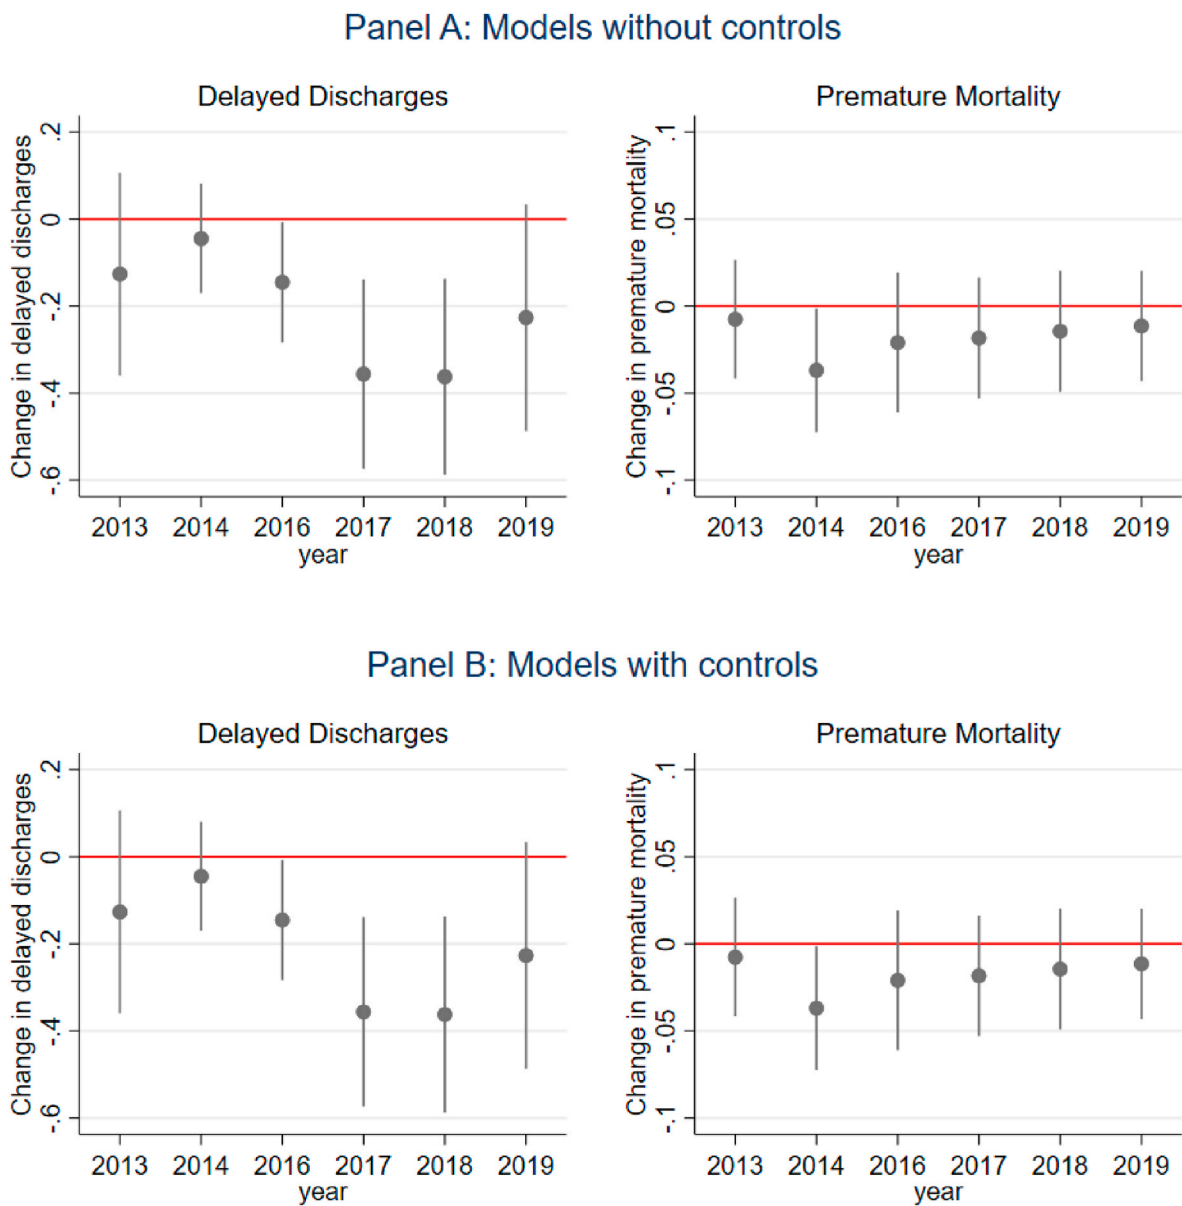 Panel A: Models without controls
Delayed Discharges
Change in delayed discharges
.2
0
-.2
-.4
-.6
2013 2014 2016 2017 2018 2019
year
Premature Mortality
Change in premature mortality
.1
.05
0
-.05
-.1
2013 2014 2016 2017 2018 2019
year
Panel B: Models with controls
Delayed Discharges
Change in delayed discharges
.2
0
-.2
-.4
-.6
2013 2014 2016 2017 2018 2019
year
Premature Mortality
Change in premature mortality
.1
.05
0
-.05
-.1
2013 2014 2016 2017 2018 2019
year